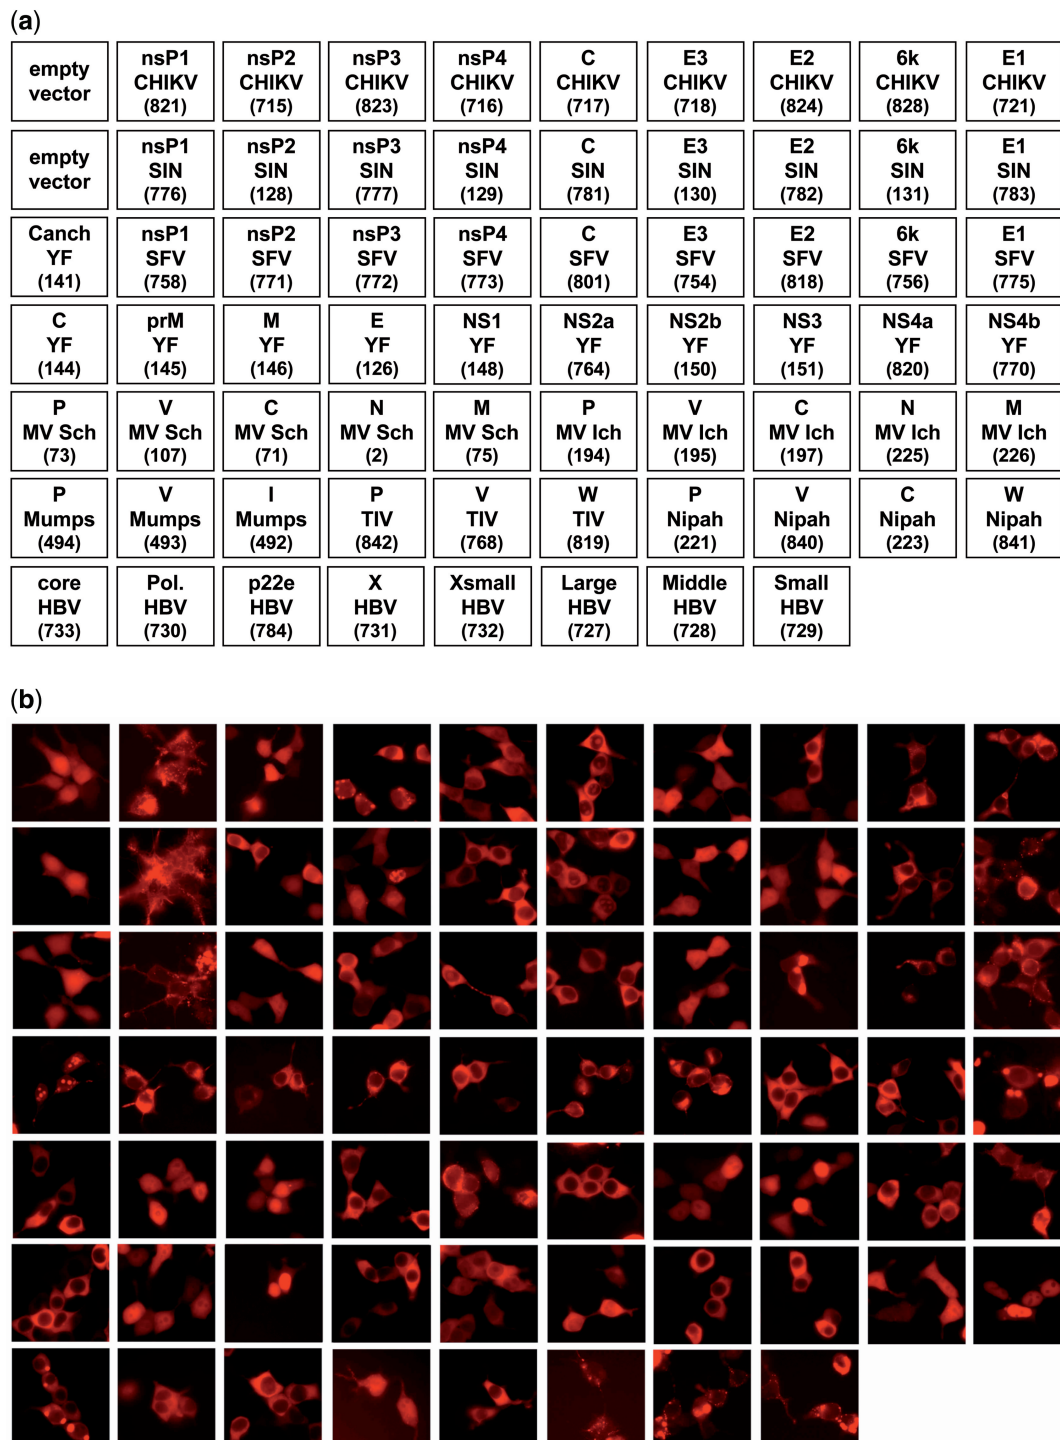 (a)
empty vector
nsP1 CHIKV (821)
nsP2 CHIKV (715)
nsP3 CHIKV (823)
nsP4 CHIKV (716)
C CHIKV (717)
E3 CHIKV (718)
E2 CHIKV (824)
6k CHIKV (828)
E1 CHIKV (721)
empty vector
nsP1 SIN (776)
nsP2 SIN (128)
nsP3 SIN (777)
nsP4 SIN (129)
C SIN (781)
E3 SIN (130)
E2 SIN (782)
6k SIN (131)
E1 SIN (783)
Canch YF (141)
nsP1 SFV (758)
nsP2 SFV (771)
nsP3 SFV (772)
nsP4 SFV (773)
C SFV (801)
E3 SFV (754)
E2 SFV (818)
6k SFV (756)
E1 SFV (775)
C YF (144)
prM YF (145)
M YF (146)
E YF (126)
NS1 YF (148)
NS2a YF (764)
NS2b YF (150)
NS3 YF (151)
NS4a YF (820)
NS4b YF (770)
P MV Sch (73)
V MV Sch (107)
C MV Sch (71)
N MV Sch (2)
M MV Sch (75)
P MV Ich (194)
V MV Ich (195)
C MV Ich (197)
N MV Ich (225)
M MV Ich (226)
P Mumps (494)
V Mumps (493)
I Mumps (492)
P TIV (842)
V TIV (768)
W TIV (819)
P Nipah (221)
V Nipah (840)
C Nipah (223)
W Nipah (841)
core HBV (733)
Pol. HBV (730)
p22e HBV (784)
X HBV (731)
Xsmall HBV (732)
Large HBV (727)
Middle HBV (728)
Small HBV (729)
(b)